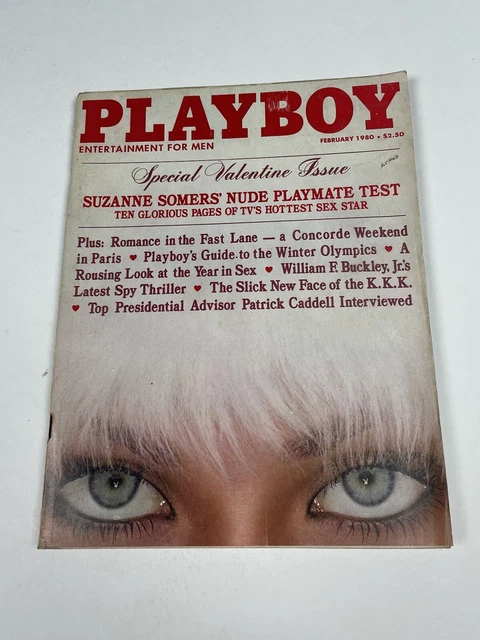 PLAYBOY
ENTERTAINMENT FOR MEN
FEBRUARY 1980 • $2.50
Special Valentine Issue
SUZANNE SOMERS' NUDE PLAYMATE TEST
TEN GLORIOUS PAGES OF TV'S HOTTEST SEX STAR
Plus: Romance in the Fast Lane — a Concorde Weekend
in Paris ♥ Playboy's Guide to the Winter Olympics ♥ A
Rousing Look at the Year in Sex ♥ William F. Buckley, Jr.'s
Latest Spy Thriller ♥ The Slick New Face of the K.K.K.
♥ Top Presidential Advisor Patrick Caddell Interviewed